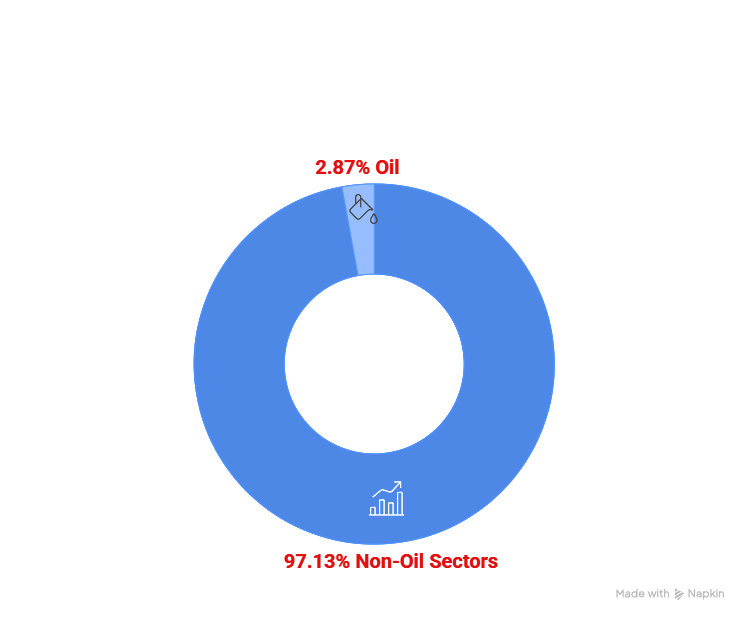 2.87% Oil
97.13% Non-Oil Sectors
Made with Napkin